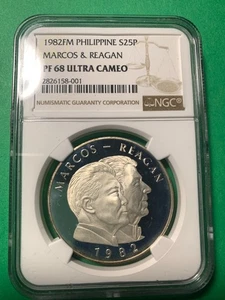 1982FM PHILIPPINE S25P
MARCOS & REAGAN
PF 68 ULTRA CAMEO
2826158-001
NUMISMATIC GUARANTY CORPORATION
NGC
MARCOS - REAGAN
1982